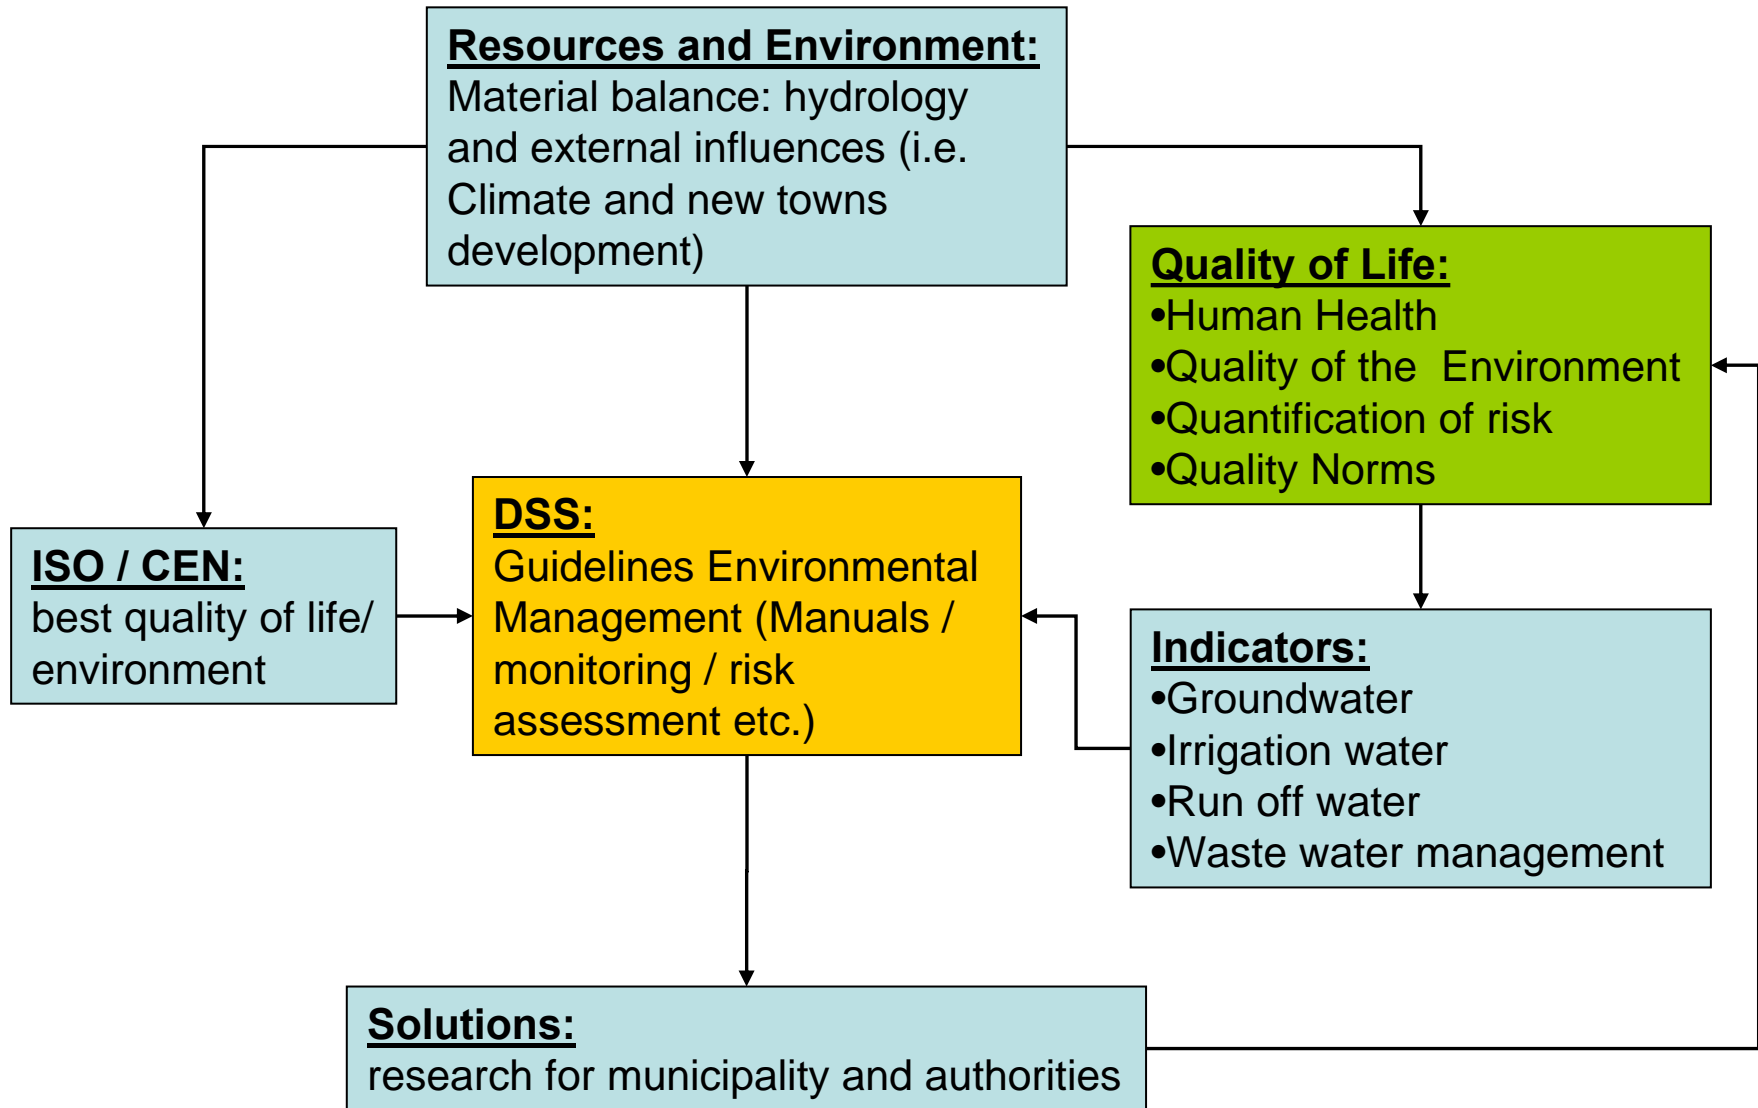 Resources and Environment:
Material balance: hydrology
and external influences (i.e.
Climate and new towns
development)
Quality of Life:
•Human Health
•Quality of the  Environment
•Quantification of risk
•Quality Norms
ISO / CEN:
best quality of life/
environment
DSS:
Guidelines Environmental
Management (Manuals /
monitoring / risk
assessment etc.)
Indicators:
•Groundwater
•Irrigation water
•Run off water
•Waste water management
Solutions:
research for municipality and authorities